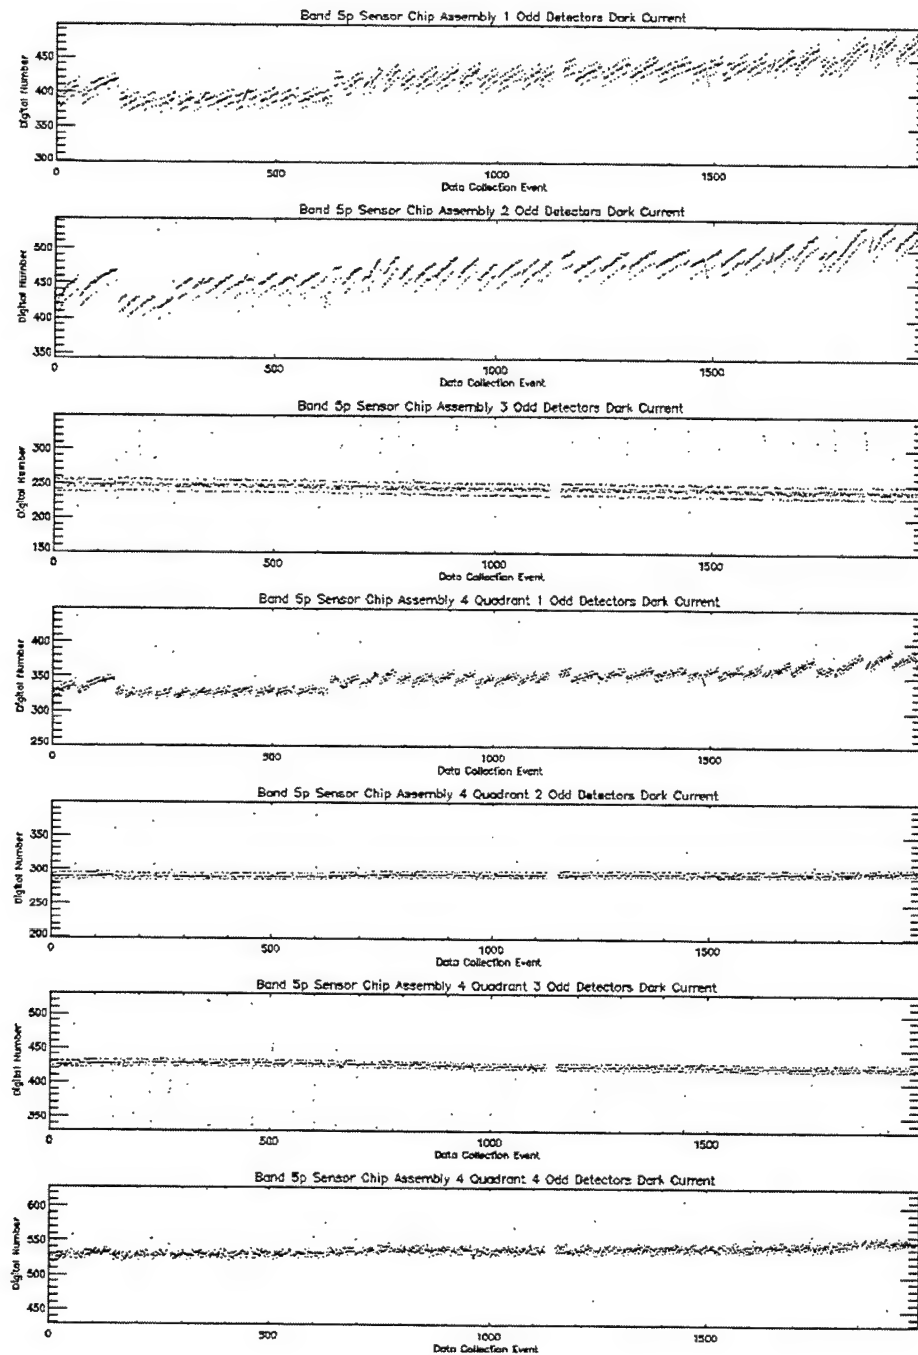 Band 5p Sensor Chip Assembly 1 Odd Detectors Dark Current
Digital Number
450
400
350
300
0 500 1000 1500
Data Collection Event
Band 5p Sensor Chip Assembly 2 Odd Detectors Dark Current
Digital Number
500
450
400
350
0 500 1000 1500
Data Collection Event
Band 5p Sensor Chip Assembly 3 Odd Detectors Dark Current
Digital Number
300
250
200
150
0 500 1000 1500
Data Collection Event
Band 5p Sensor Chip Assembly 4 Quadrant 1 Odd Detectors Dark Current
Digital Number
400
350
300
250
0 500 1000 1500
Data Collection Event
Band 5p Sensor Chip Assembly 4 Quadrant 2 Odd Detectors Dark Current
Digital Number
350
300
250
200
0 500 1000 1500
Data Collection Event
Band 5p Sensor Chip Assembly 4 Quadrant 3 Odd Detectors Dark Current
Digital Number
500
450
400
350
0 500 1000 1500
Data Collection Event
Band 5p Sensor Chip Assembly 4 Quadrant 4 Odd Detectors Dark Current
Digital Number
600
550
500
450
0 500 1000 1500
Data Collection Event